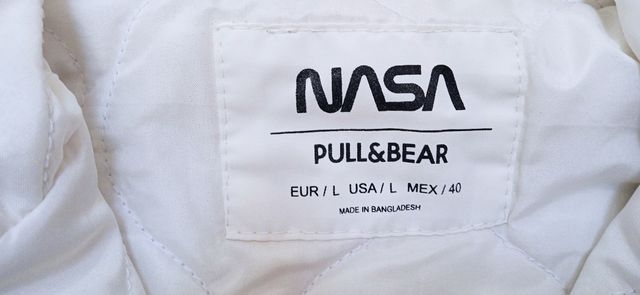 NASA
PULL&BEAR
EUR / L USA / L MEX / 40
MADE IN BANGLADESH